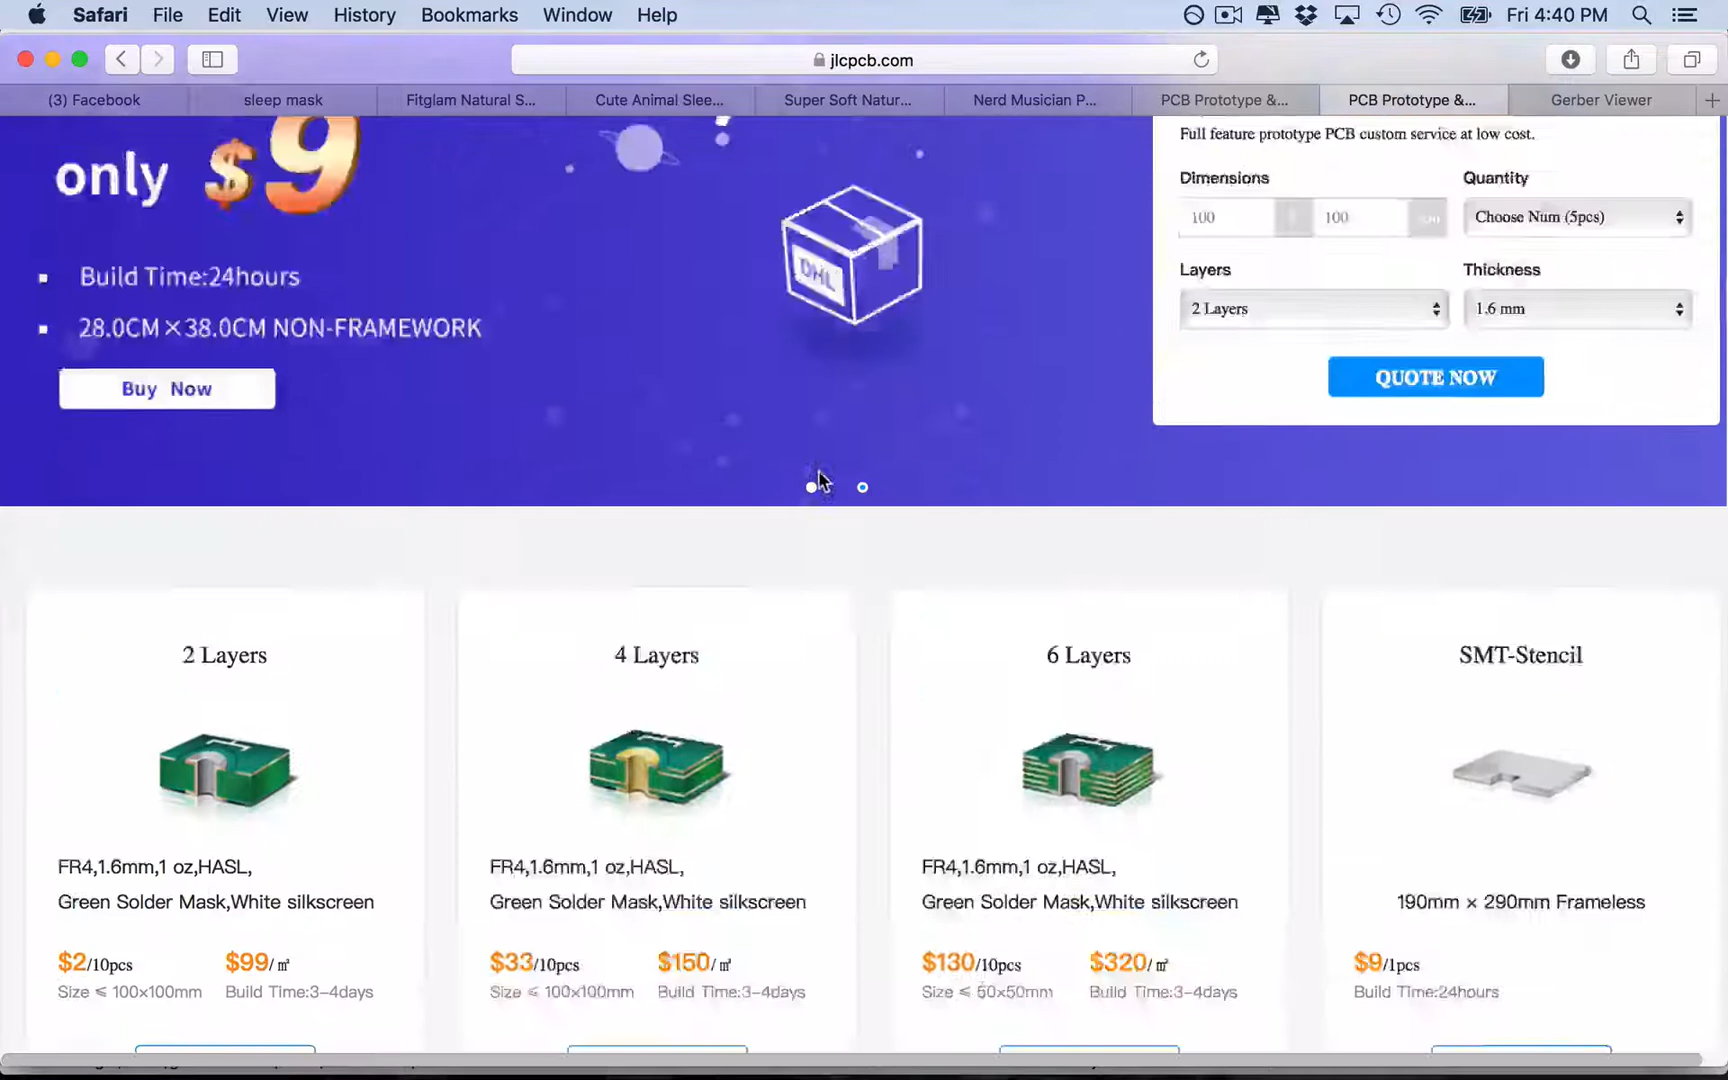 Safari File Edit View History Bookmarks Window Help Fri 4:40 PM
jlcpcb.com
(3) Facebook sleep mask Fitglam Natural S... Cute Animal Slee... Super Soft Natur... Nerd Musician P... PCB Prototype &... PCB Prototype &... Gerber Viewer
only $9
Build Time:24hours
28.0CM×38.0CM NON-FRAMEWORK
Buy Now
DHL
Full feature prototype PCB custom service at low cost.
Dimensions Quantity
100 100 Choose Num (5pcs)
Layers Thickness
2 Layers 1.6 mm
QUOTE NOW
2 Layers
FR4,1.6mm,1 oz,HASL,
Green Solder Mask,White silkscreen
$2/10pcs $99/㎡
Size ≤ 100×100mm Build Time:3-4days
4 Layers
FR4,1.6mm,1 oz,HASL,
Green Solder Mask,White silkscreen
$33/10pcs $150/㎡
Size ≤ 100×100mm Build Time:3-4days
6 Layers
FR4,1.6mm,1 oz,HASL,
Green Solder Mask,White silkscreen
$130/10pcs $320/㎡
Size ≤ 50×50mm Build Time:3-4days
SMT-Stencil
190mm × 290mm Frameless
$9/1pcs
Build Time:24hours